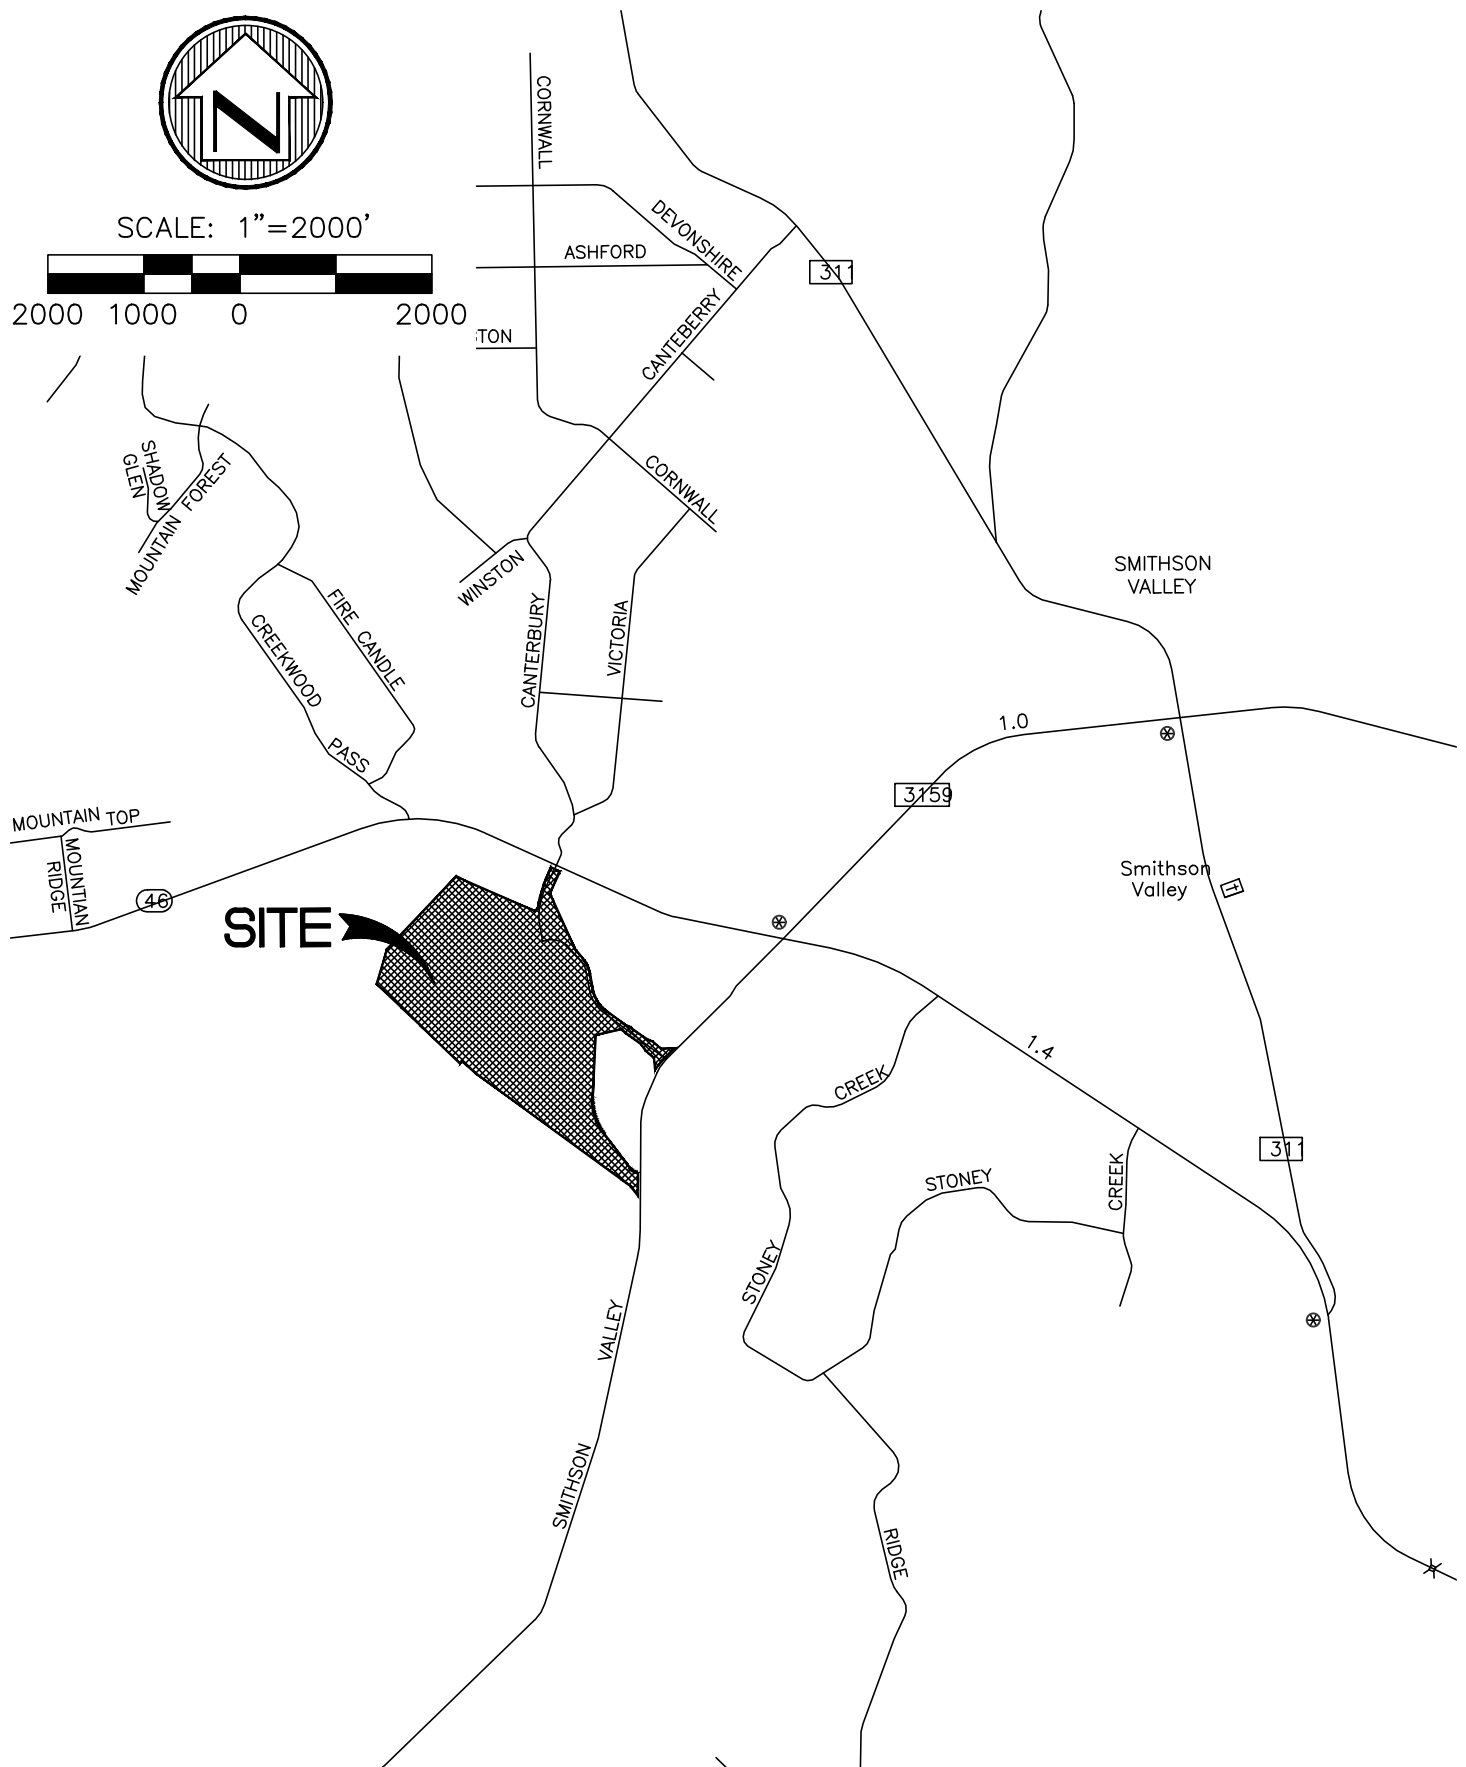 N
SCALE: 1"=2000'
2000 1000 0 2000
CORNWALL
DEVONSHIRE
ASHFORD
311
TON
CANTEBERRY
SHADOW
GLEN
MOUNTAIN FOREST
CORNWALL
WINSTON
SMITHSON
VALLEY
FIRE CANDLE
CREEKWOOD
PASS
CANTERBURY
VICTORIA
1.0
3159
MOUNTAIN TOP
MOUNTIAN
RIDGE
46
SITE
Smithson
Valley
1.4
CREEK
311
CREEK
STONEY
STONEY
VALLEY
SMITHSON
RIDGE